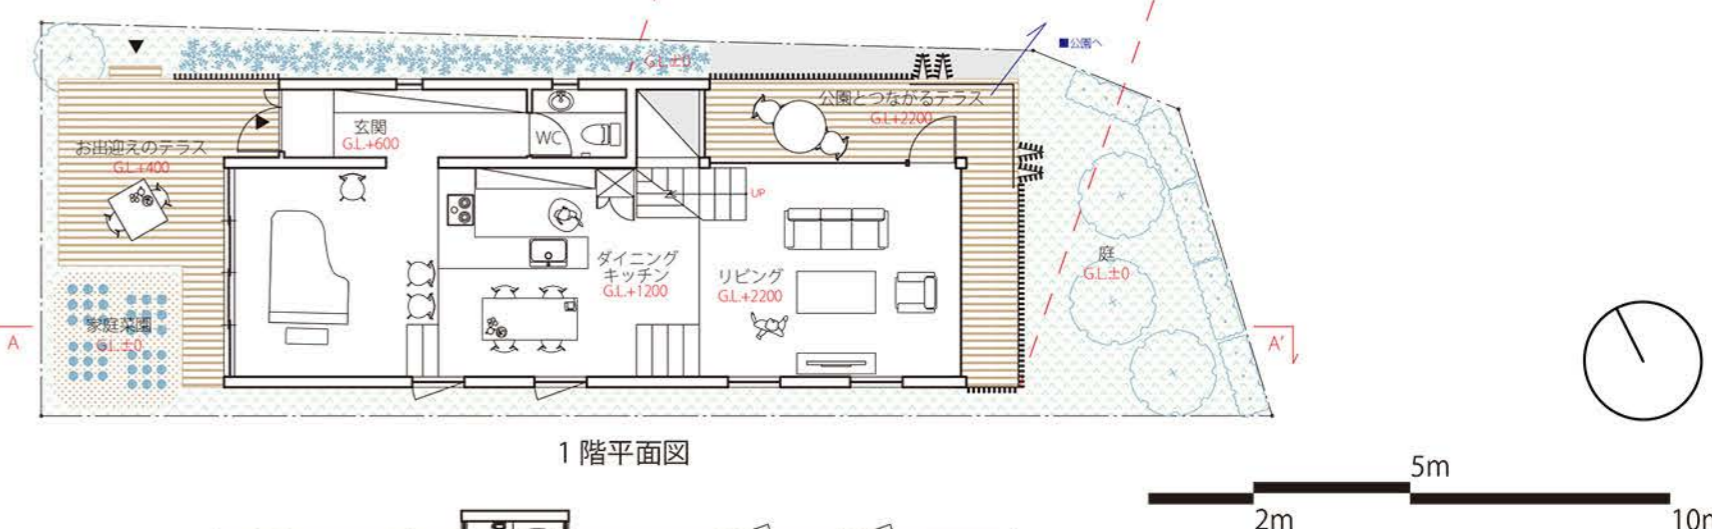 ■公園へ
G.L.±0
公園とつながるテラス
G.L+2200
玄関
G.L.+600
WC
お出迎えのテラス
G.L.+400
UP
庭
G.L.±0
ダイニング
キッチン
G.L.+1200
リビング
G.L.+2200
家庭菜園
G.L.±0
A
A'
1 階平面図
5m
2m
10m